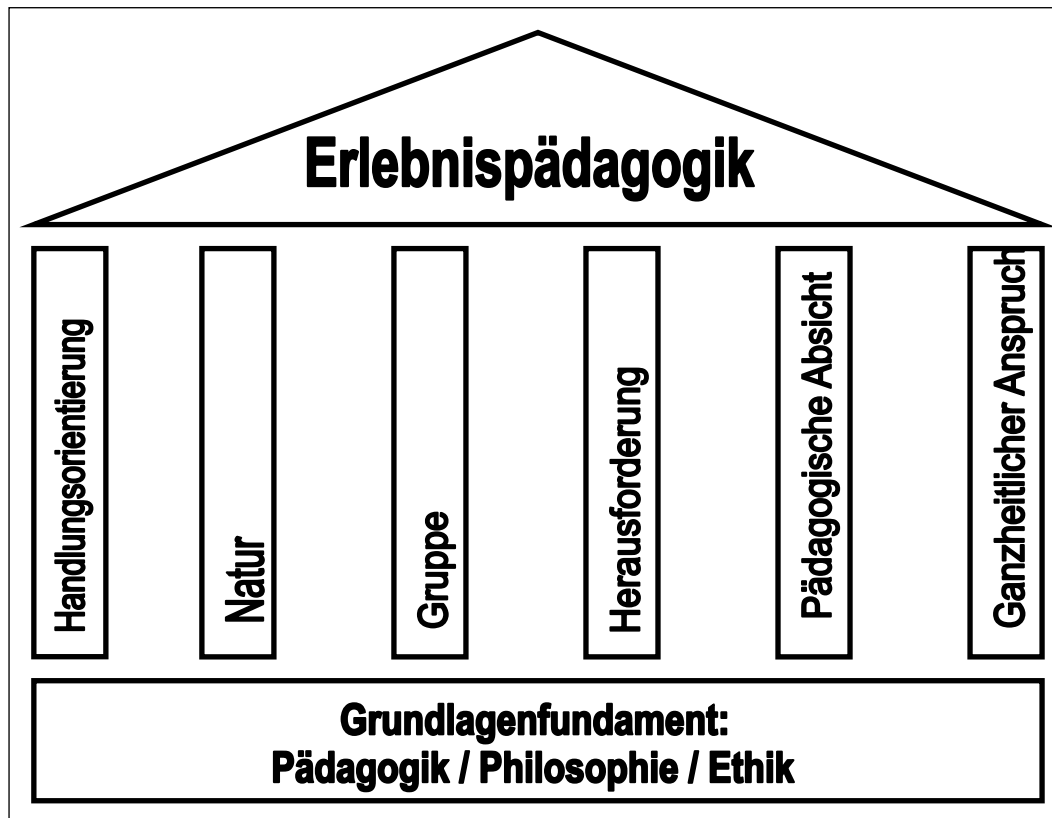 Erlebnispädagogik
Handlungsorientierung
Natur
Gruppe
Herausforderung
Pädagogische Absicht
Ganzheitlicher Anspruch
Grundlagenfundament:
Pädagogik / Philosophie / Ethik